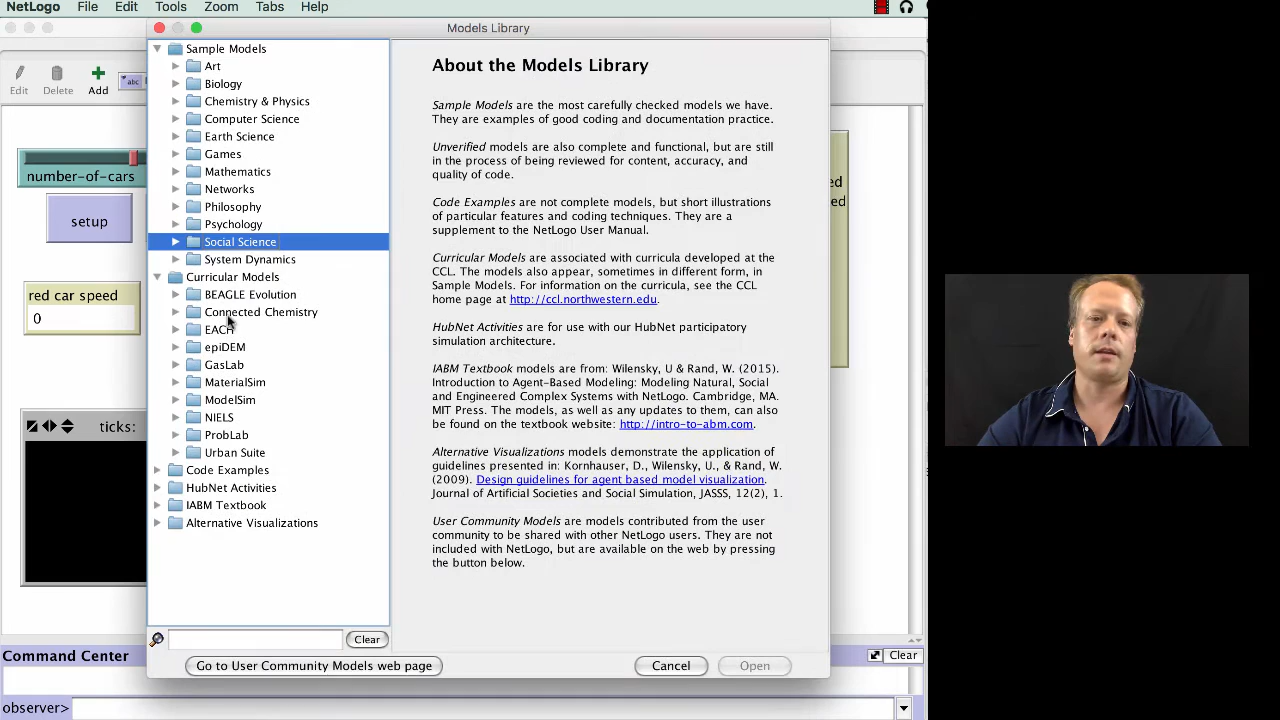 NetLogo File Edit Tools Zoom Tabs Help
Models Library
Edit Delete Add abc
number-of-cars
setup
red car speed
0
ticks:
Sample Models
Art
Biology
Chemistry & Physics
Computer Science
Earth Science
Games
Mathematics
Networks
Philosophy
Psychology
Social Science
System Dynamics
Curricular Models
BEAGLE Evolution
Connected Chemistry
EACH
epiDEM
GasLab
MaterialSim
ModelSim
NIELS
ProbLab
Urban Suite
Code Examples
HubNet Activities
IABM Textbook
Alternative Visualizations
Clear
About the Models Library
Sample Models are the most carefully checked models we have.
They are examples of good coding and documentation practice.
Unverified models are also complete and functional, but are still
in the process of being reviewed for content, accuracy, and
quality of code.
Code Examples are not complete models, but short illustrations
of particular features and coding techniques. They are a
supplement to the NetLogo User Manual.
Curricular Models are associated with curricula developed at the
CCL. The models also appear, sometimes in different form, in
Sample Models. For information on the curricula, see the CCL
home page at http://ccl.northwestern.edu.
HubNet Activities are for use with our HubNet participatory
simulation architecture.
IABM Textbook models are from: Wilensky, U & Rand, W. (2015).
Introduction to Agent-Based Modeling: Modeling Natural, Social
and Engineered Complex Systems with NetLogo. Cambridge, MA.
MIT Press. The models, as well as any updates to them, can also
be found on the textbook website: http://intro-to-abm.com.
Alternative Visualizations models demonstrate the application of
guidelines presented in: Kornhauser, D., Wilensky, U., & Rand, W.
(2009). Design guidelines for agent based model visualization.
Journal of Artificial Societies and Social Simulation, JASSS, 12(2), 1.
User Community Models are models contributed from the user
community to be shared with other NetLogo users. They are not
included with NetLogo, but are available on the web by pressing
the button below.
Go to User Community Models web page Cancel Open
ed
ed
Command Center Clear
observer>